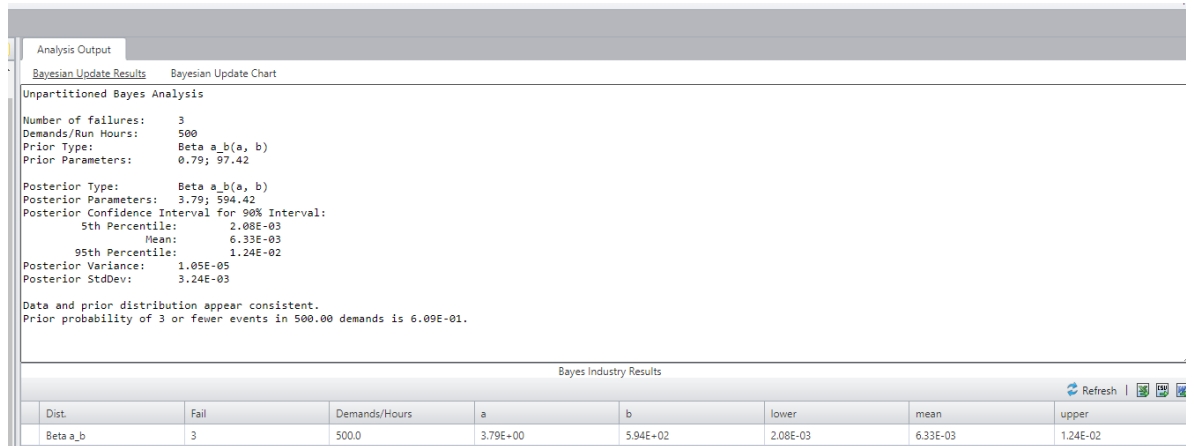 Analysis Output
Bayesian Update Results Bayesian Update Chart
Unpartitioned Bayes Analysis
Number of failures: 3
Demands/Run Hours: 500
Prior Type: Beta a_b(a, b)
Prior Parameters: 0.79; 97.42
Posterior Type: Beta a_b(a, b)
Posterior Parameters: 3.79; 594.42
Posterior Confidence Interval for 90% Interval:
5th Percentile: 2.08E-03
Mean: 6.33E-03
95th Percentile: 1.24E-02
Posterior Variance: 1.05E-05
Posterior StdDev: 3.24E-03
Data and prior distribution appear consistent.
Prior probability of 3 or fewer events in 500.00 demands is 6.09E-01.
Bayes Industry Results
Refresh
Dist. Fail Demands/Hours a b lower mean upper
Beta a_b 3 500.0 3.79E+00 5.94E+02 2.08E-03 6.33E-03 1.24E-02